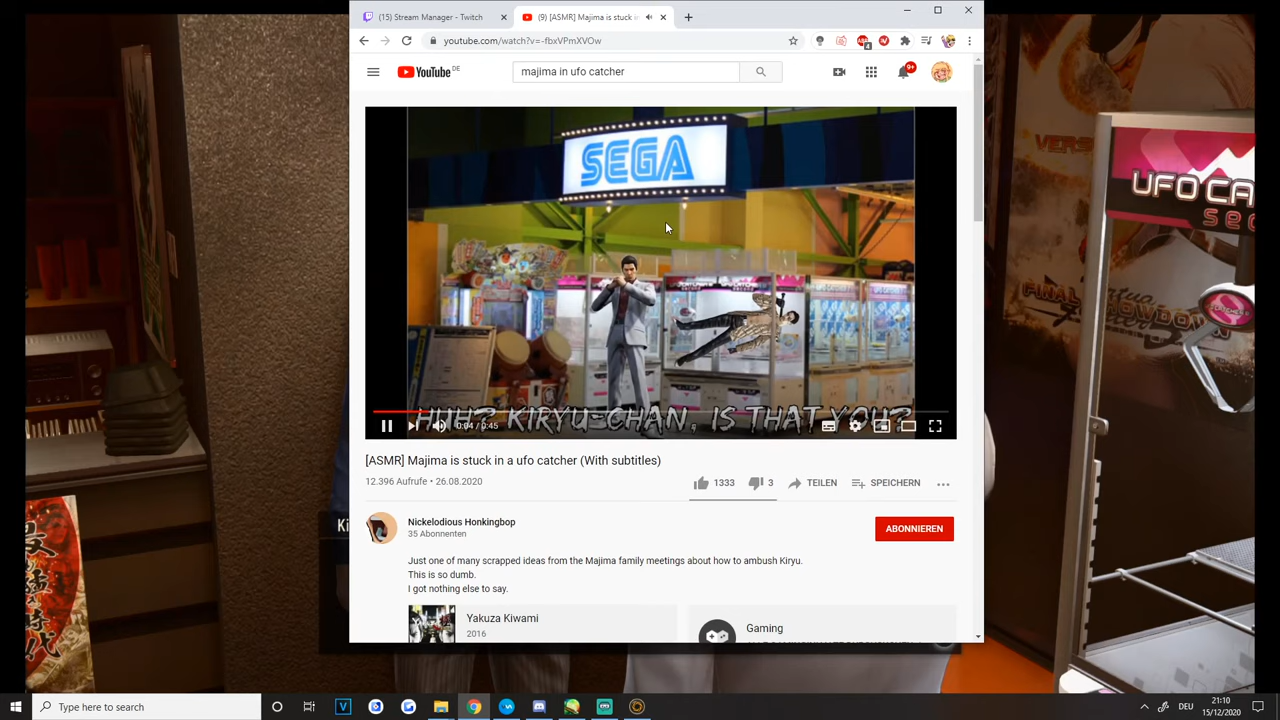 (15) Stream Manager - Twitch
(9) [ASMR] Majima is stuck in
youtube.com/watch?v=-fbxVPmXVOw
9+
YouTube DE
majima in ufo catcher
SEGA
HUH? KIRYU-CHAN, IS THAT YOU?
0:04 / 0:45
[ASMR] Majima is stuck in a ufo catcher (With subtitles)
12.396 Aufrufe • 26.08.2020
1333
3
TEILEN
SPEICHERN
Nickelodious Honkingbop
35 Abonnenten
ABONNIEREN
Just one of many scrapped ideas from the Majima family meetings about how to ambush Kiryu.
This is so dumb.
I got nothing else to say.
Yakuza Kiwami
2016
Gaming
Ki
UFO CA
SEG
FINAL SHOWDOWN
Type here to search
DEU
21:10
15/12/2020